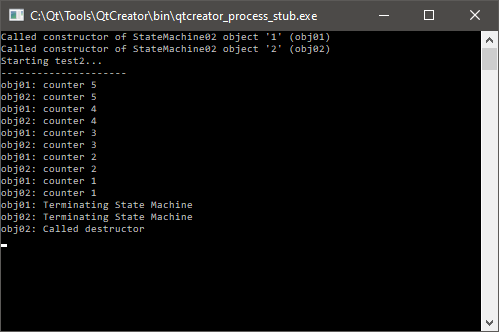 C:\Qt\Tools\QtCreator\bin\qtcreator_process_stub.exe
Called constructor of StateMachine02 object '1' (obj01)
Called constructor of StateMachine02 object '2' (obj02)
Starting test2...
---------------------
obj01: counter 5
obj02: counter 5
obj01: counter 4
obj02: counter 4
obj01: counter 3
obj02: counter 3
obj01: counter 2
obj02: counter 2
obj01: counter 1
obj02: counter 1
obj01: Terminating State Machine
obj02: Terminating State Machine
obj02: Called destructor